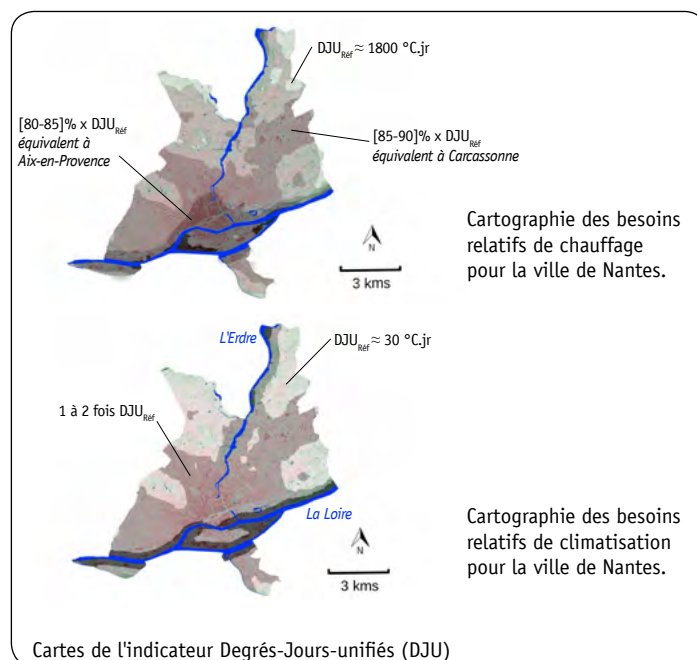 DJURéf ≈ 1800 °C.jr
[80-85]% x DJURéf
équivalent à
Aix-en-Provence
[85-90]% x DJURéf
équivalent à Carcassonne
Cartographie des besoins
relatifs de chauffage
pour la ville de Nantes.
N
3 kms
L'Erdre
DJURéf ≈ 30 °C.jr
1 à 2 fois DJURéf
La Loire
Cartographie des besoins
relatifs de climatisation
pour la ville de Nantes.
N
3 kms
Cartes de l'indicateur Degrés-Jours-unifiés (DJU)